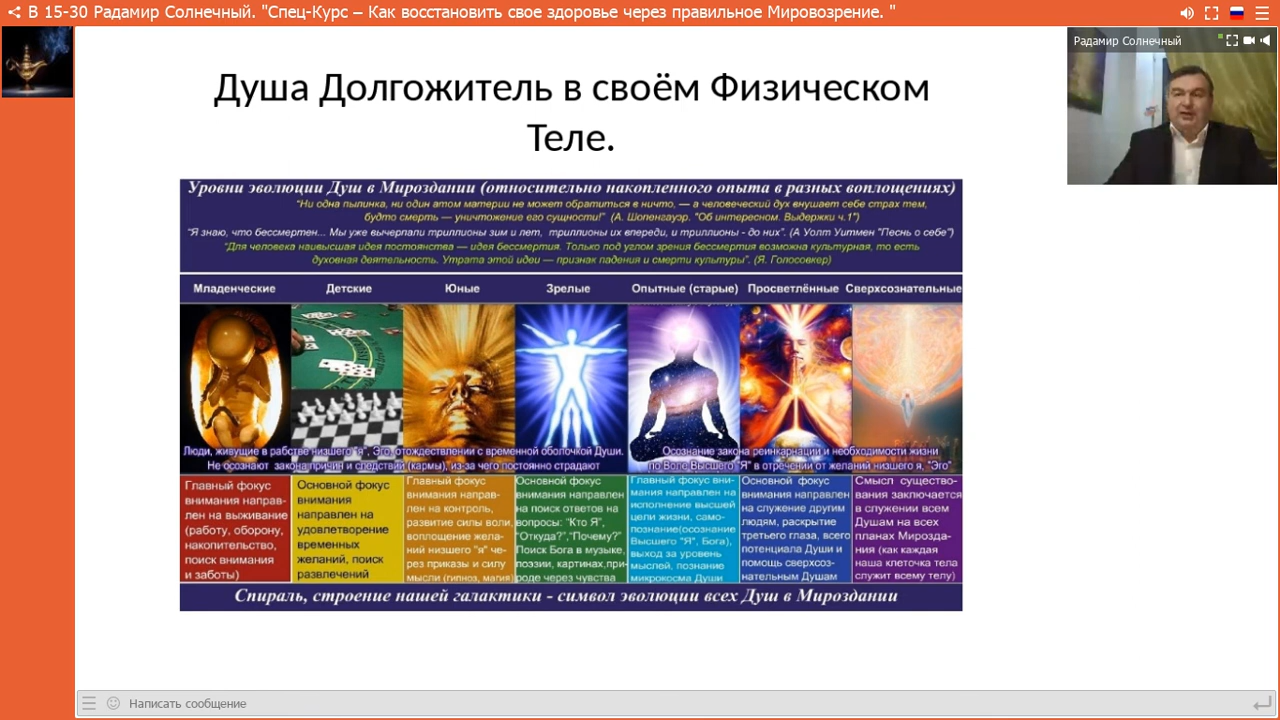 В 15-30 Радамир Солнечный. "Спец-Курс – Как восстановить свое здоровье через правильное Мировозрение. "
Радамир Солнечный
Душа Долгожитель в своём Физическом
Теле.
Уровни эволюции Душ в Мироздании (относительно накопленного опыта в разных воплощениях)
"Ни одна пылинка, ни один атом материи не может обратиться в ничто, — а человеческий дух внушает себе страх тем,
будто смерть — уничтожение его сущности!" (А. Шопенгауэр. "Об интересном. Выдержки ч.1")
"Я знаю, что бессмертен... Мы уже вычерпали триллионы зим и лет, триллионы их впереди, и триллионы - до них". (А Уолт Уитмен "Песнь о себе")
"Для человека наивысшая идея постоянства — идея бессмертия. Только под углом зрения бессмертия возможна культурная, то есть
духовная деятельность. Утрата этой идеи — признак падения и смерти культуры". (Я. Голосовкер)
Младенческие Детские Юные Зрелые Опытные (старые) Просветлённые Сверхсознательные
Люди, живущие в рабстве низшего "я", Эго, отождествлении с временной оболочкой Души.
Не осознают закона причин и следствий (кармы), из-за чего постоянно страдают
Осознание закона реинкарнации и необходимости жизни
по Воле Высшего "Я" в отречении от желаний низшего я, "Эго"
Главный фокус
внимания направ-
лен на выживание
(работу, оборону,
накопительство,
поиск внимания
и заботы)
Основной фокус
внимания
направлен на
удовлетворение
временных
желаний, поиск
развлечений
Главный фокус
внимания направ-
лен на контроль,
развитие силы воли,
воплощение жела-
ний низшего "я" че-
рез приказы и силу
мысли (гипноз, магия)
Основной фокус
внимания направлен
на поиск ответов на
вопросы: "Кто Я",
"Откуда?","Почему?"
Поиск Бога в музыке,
поэзии, картинах,при-
роде через чувства
Главный фокус вни-
мания направлен на
исполнение высшей
цели жизни, само-
познание(осознание
Высшего "Я", Бога),
выход за уровень
мыслей, познание
микрокосма Души
Основной фокус
внимания направлен
на служение другим
людям, раскрытие
третьего глаза, всего
потенциала Души и
помощь сверхсоз-
нательным Душам
Смысл существо-
вания заключается
в служении всем
Душам на всех
планах Мирозда-
ния (как каждая
наша клеточка тела
служит всему телу)
Спираль, строение нашей галактики - символ эволюции всех Душ в Мироздании
Написать сообщение